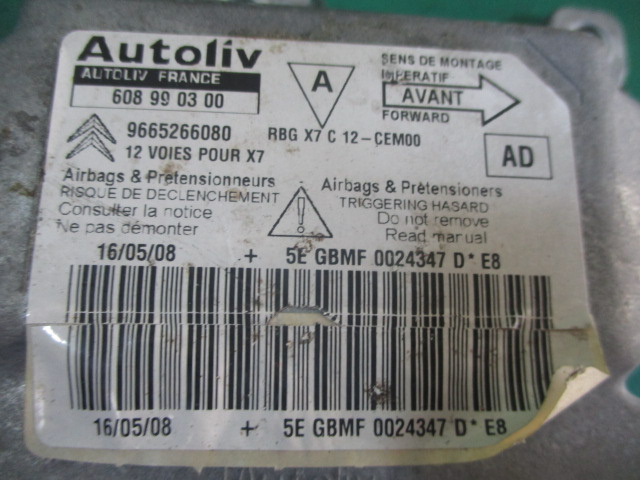 Autoliv
AUTOLIV FRANCE
608 99 03 00
A
SENS DE MONTAGE
IMPERATIF
AVANT
FORWARD
9665266080
RBG X7 C 12-CEM00
12 VOIES POUR X7
AD
Airbags & Prétensionneurs
RISQUE DE DECLENCHEMENT
Consulter la notice
Ne pas démonter
!
Airbags & Prètensioners
TRIGGERING HASARD
Do not remove
Read manual
16/05/08 + 5E GBMF 0024347 D* E8
16/05/08 + 5E GBMF 0024347 D* E8